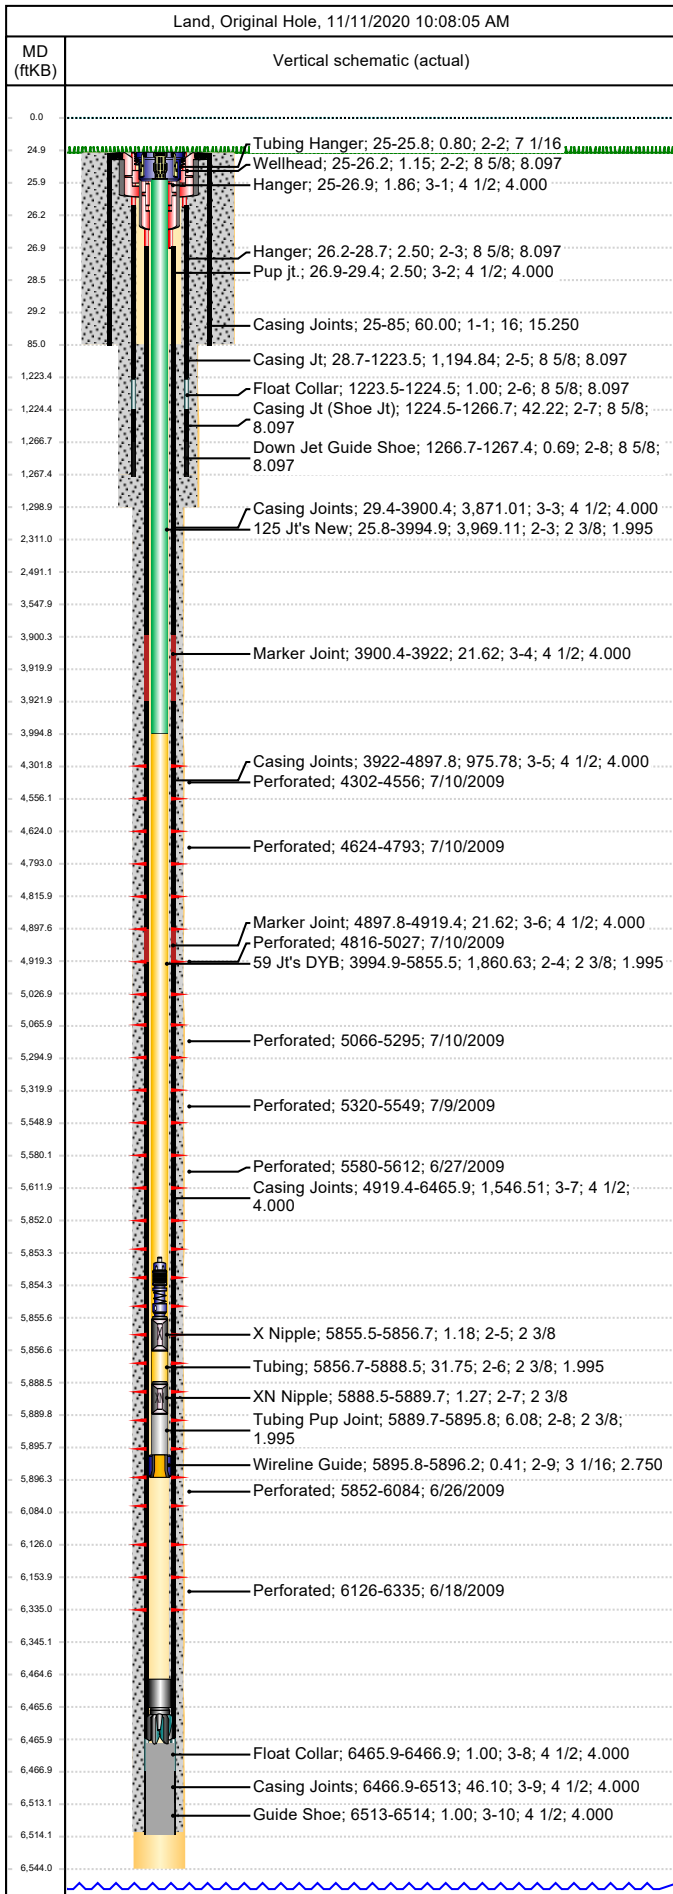 Land, Original Hole, 11/11/2020 10:08:05 AM
MD
(ftKB)
Vertical schematic (actual)
0.0
24.9
Tubing Hanger; 25-25.8; 0.80; 2-2; 7 1/16
Wellhead; 25-26.2; 1.15; 2-2; 8 5/8; 8.097
25.9
Hanger; 25-26.9; 1.86; 3-1; 4 1/2; 4.000
26.2
26.9
Hanger; 26.2-28.7; 2.50; 2-3; 8 5/8; 8.097
Pup jt.; 26.9-29.4; 2.50; 3-2; 4 1/2; 4.000
28.5
29.2
Casing Joints; 25-85; 60.00; 1-1; 16; 15.250
85.0
Casing Jt; 28.7-1223.5; 1,194.84; 2-5; 8 5/8; 8.097
1,223.4
Float Collar; 1223.5-1224.5; 1.00; 2-6; 8 5/8; 8.097
1,224.4
Casing Jt (Shoe Jt); 1224.5-1266.7; 42.22; 2-7; 8 5/8;
8.097
1,266.7
Down Jet Guide Shoe; 1266.7-1267.4; 0.69; 2-8; 8 5/8;
8.097
1,267.4
1,298.9
Casing Joints; 29.4-3900.4; 3,871.01; 3-3; 4 1/2; 4.000
125 Jt's New; 25.8-3994.9; 3,969.11; 2-3; 2 3/8; 1.995
2,311.0
2,491.1
3,547.9
3,900.3
Marker Joint; 3900.4-3922; 21.62; 3-4; 4 1/2; 4.000
3,919.9
3,921.9
3,994.8
Casing Joints; 3922-4897.8; 975.78; 3-5; 4 1/2; 4.000
4,301.8
Perforated; 4302-4556; 7/10/2009
4,556.1
4,624.0
Perforated; 4624-4793; 7/10/2009
4,793.0
4,815.9
Marker Joint; 4897.8-4919.4; 21.62; 3-6; 4 1/2; 4.000
4,897.6
Perforated; 4816-5027; 7/10/2009
4,919.3
59 Jt's DYB; 3994.9-5855.5; 1,860.63; 2-4; 2 3/8; 1.995
5,026.9
5,065.9
Perforated; 5066-5295; 7/10/2009
5,294.9
5,319.9
Perforated; 5320-5549; 7/9/2009
5,548.9
5,580.1
Perforated; 5580-5612; 6/27/2009
5,611.9
Casing Joints; 4919.4-6465.9; 1,546.51; 3-7; 4 1/2;
4.000
5,852.0
5,853.3
5,854.3
5,855.6
X Nipple; 5855.5-5856.7; 1.18; 2-5; 2 3/8
5,856.6
Tubing; 5856.7-5888.5; 31.75; 2-6; 2 3/8; 1.995
5,888.5
XN Nipple; 5888.5-5889.7; 1.27; 2-7; 2 3/8
5,889.8
Tubing Pup Joint; 5889.7-5895.8; 6.08; 2-8; 2 3/8;
1.995
5,895.7
Wireline Guide; 5895.8-5896.2; 0.41; 2-9; 3 1/16; 2.750
5,896.3
Perforated; 5852-6084; 6/26/2009
6,084.0
6,126.0
6,153.9
Perforated; 6126-6335; 6/18/2009
6,335.0
6,345.1
6,464.6
6,465.6
6,465.9
Float Collar; 6465.9-6466.9; 1.00; 3-8; 4 1/2; 4.000
6,466.9
Casing Joints; 6466.9-6513; 46.10; 3-9; 4 1/2; 4.000
6,513.1
Guide Shoe; 6513-6514; 1.00; 3-10; 4 1/2; 4.000
6,514.1
6,544.0